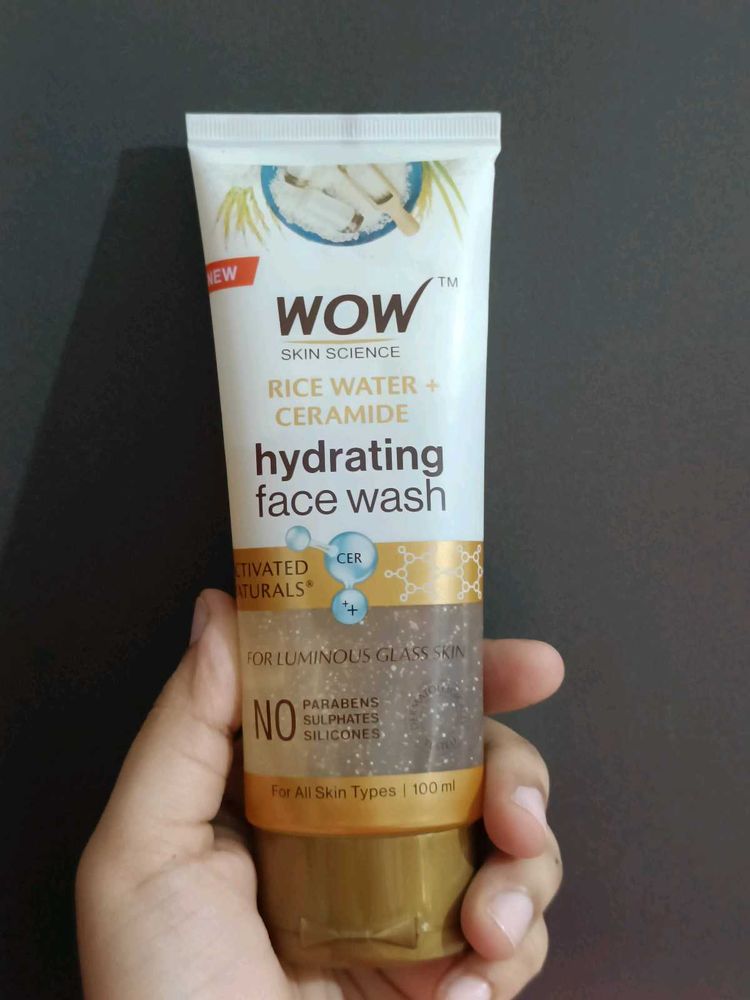 NEW
WOW™
SKIN SCIENCE
RICE WATER +
CERAMIDE
hydrating
face wash
CER
CTIVATED
ATURALS®
++
FOR LUMINOUS GLASS SKIN
NO PARABENS
SULPHATES
SILICONES
For All Skin Types | 100 ml